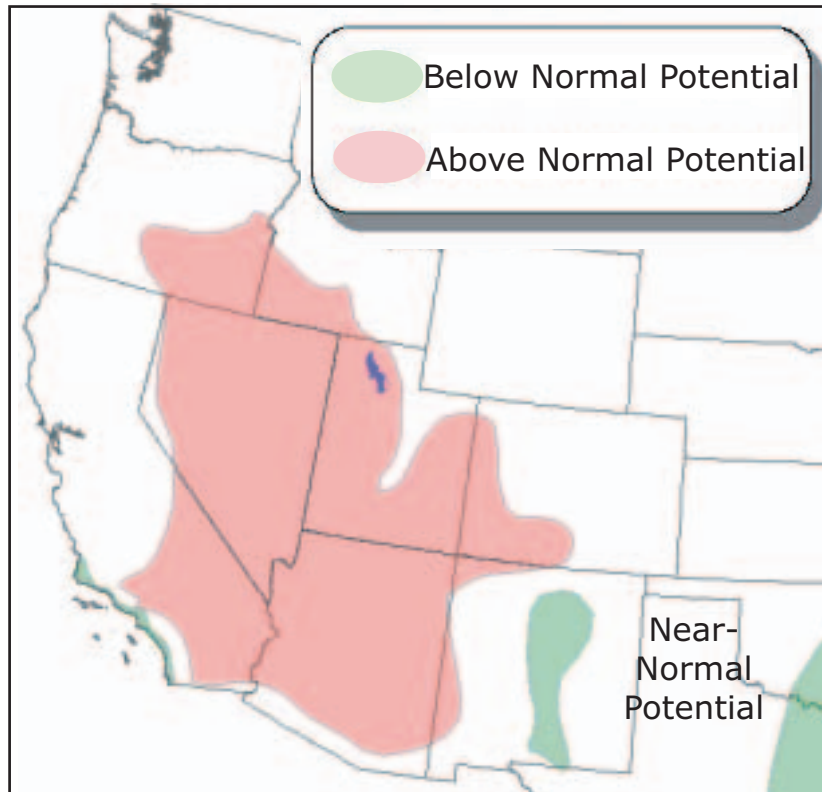 Below Normal Potential
Above Normal Potential
Near-
Normal
Potential